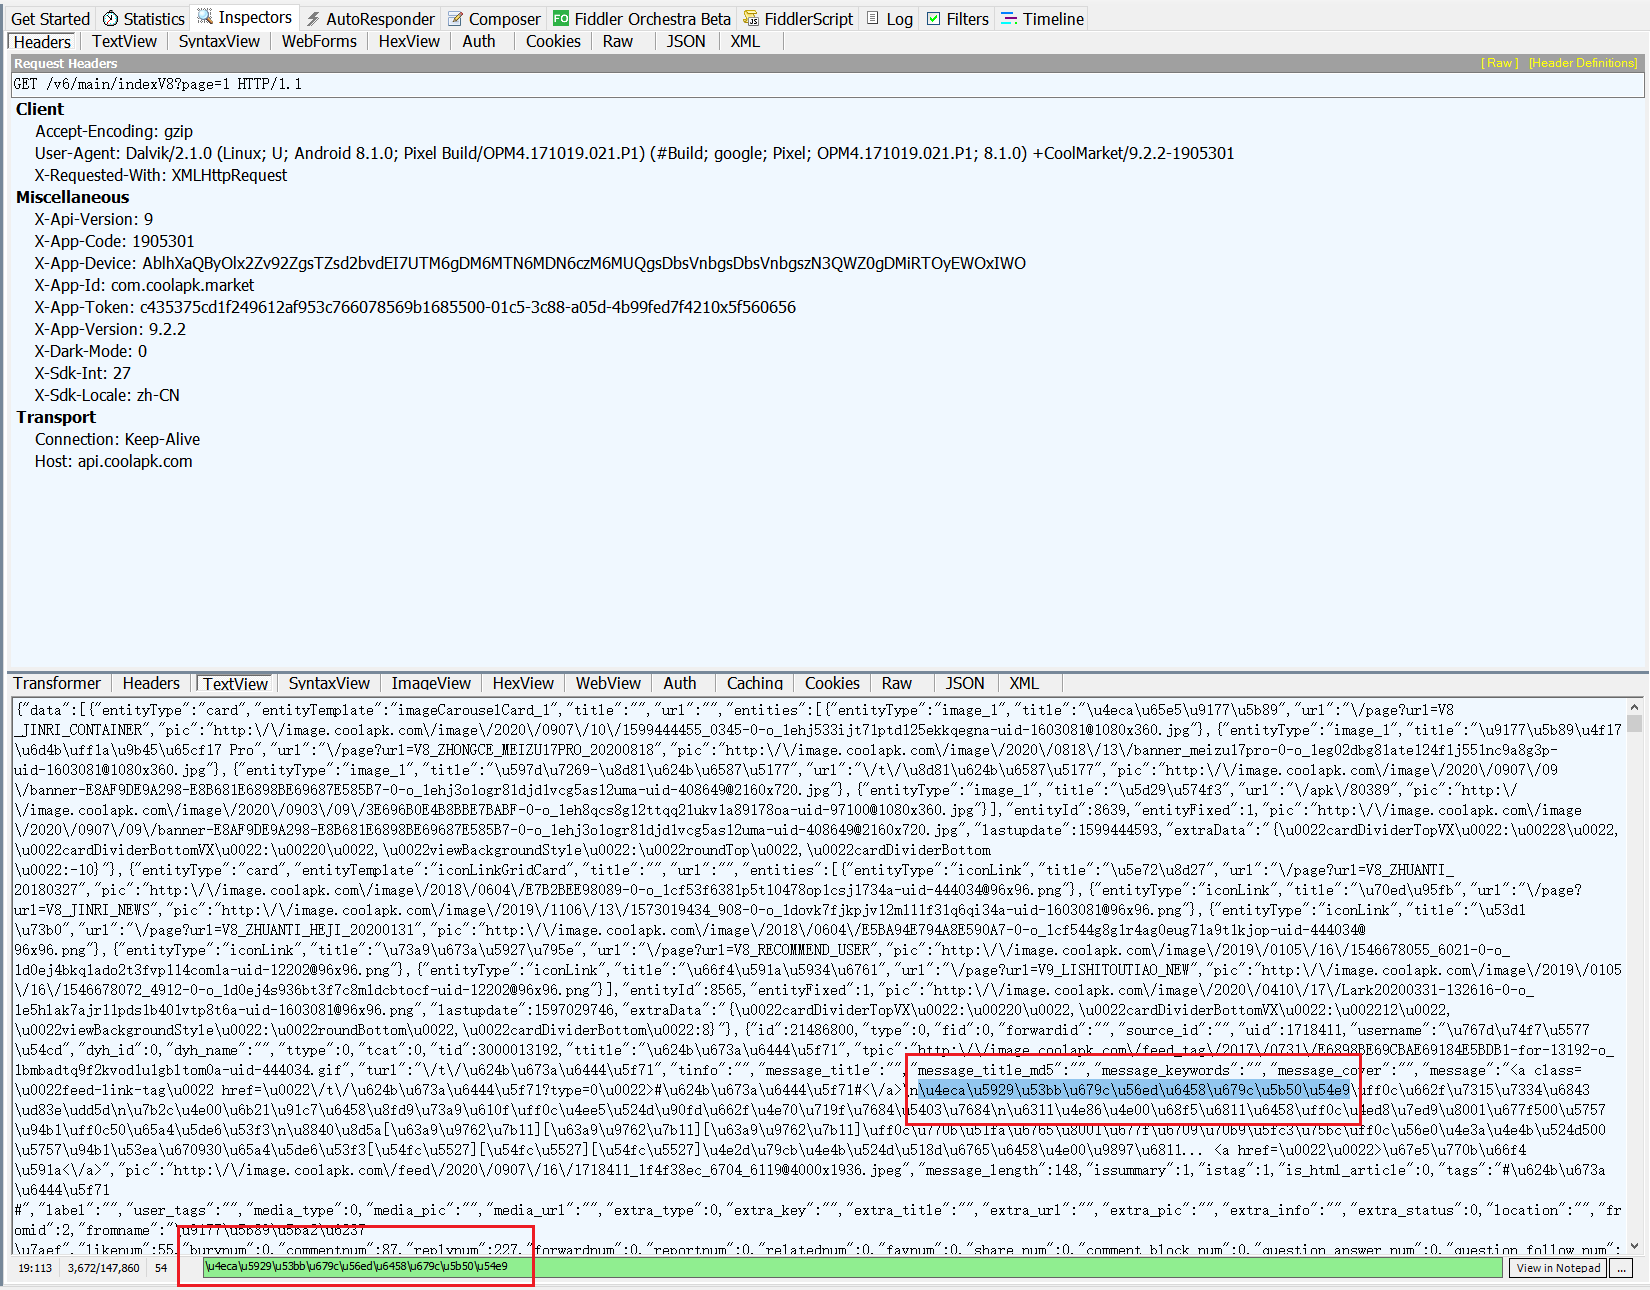 Get Started Statistics Inspectors AutoResponder Composer FO Fiddler Orchestra Beta FiddlerScript Log Filters Timeline
Headers TextView SyntaxView WebForms HexView Auth Cookies Raw JSON XML
Request Headers [ Raw ] [Header Definitions]
GET /v6/main/indexV8?page=1 HTTP/1.1
Client
Accept-Encoding: gzip
User-Agent: Dalvik/2.1.0 (Linux; U; Android 8.1.0; Pixel Build/OPM4.171019.021.P1) (#Build; google; Pixel; OPM4.171019.021.P1; 8.1.0) +CoolMarket/9.2.2-1905301
X-Requested-With: XMLHttpRequest
Miscellaneous
X-Api-Version: 9
X-App-Code: 1905301
X-App-Device: AblhXaQByOlx2Zv92ZgsTZsd2bvdEI7UTM6gDM6MTN6MDN6czM6MUQgsDbsVnbgsDbsVnbgszN3QWZ0gDMiRTOyEWOxIWO
X-App-Id: com.coolapk.market
X-App-Token: c435375cd1f249612af953c766078569b1685500-01c5-3c88-a05d-4b99fed7f4210x5f560656
X-App-Version: 9.2.2
X-Dark-Mode: 0
X-Sdk-Int: 27
X-Sdk-Locale: zh-CN
Transport
Connection: Keep-Alive
Host: api.coolapk.com
Transformer Headers TextView SyntaxView ImageView HexView WebView Auth Caching Cookies Raw JSON XML
{"data":[{"entityType":"card","entityTemplate":"imageCarouselCard_1","title":"","url":"","entities":[{"entityType":"image_1","title":"\u4eca\u65e5\u9177\u5b89","url":"\/page?url=V8
_JINRI_CONTAINER","pic":"http:\/\/image.coolapk.com\/image\/2020\/0907\/10\/1599444455_0345-0-o_1ehj533ijt71ptd125ekkqegna-uid-1603081@1080x360.jpg"},{"entityType":"image_1","title":"\u9177\u5b89\u4f17
\u6d4b\uff1a\u9b45\u65cf17 Pro","url":"\/page?url=V8_ZHONGCE_MEIZU17PRO_20200818","pic":"http:\/\/image.coolapk.com\/image\/2020\/0818\/13\/banner_meizu17pro-0-o_1eg02dbg81ate124f1j551nc9a8g3p-
uid-1603081@1080x360.jpg"},{"entityType":"image_1","title":"\u597d\u7269-\u8d81\u624b\u6587\u5177","url":"\/t\/\u8d81\u624b\u6587\u5177","pic":"http:\/\/image.coolapk.com\/image\/2020\/0907\/09
\/banner-E8AF9DE9A298-E8B681E6898BE69687E585B7-0-o_1ehj3o1ogr81djd1vcg5as12uma-uid-408649@2160x720.jpg"},{"entityType":"image_1","title":"\u5d29\u574f3","url":"\/apk\/80389","pic":"http:\/
\/image.coolapk.com\/image\/2020\/0903\/09\/3E696B0E4B8BBE7BABF-0-o_1eh8qcs8g12ttqq21ukv1a89178oa-uid-97100@1080x360.jpg"}],"entityId":8639,"entityFixed":1,"pic":"http:\/\/image.coolapk.com\/image
\/2020\/0907\/09\/banner-E8AF9DE9A298-E8B681E6898BE69687E585B7-0-o_1ehj3o1ogr81djd1vcg5as12uma-uid-408649@2160x720.jpg","lastupdate":1599444593,"extraData":"{\u0022cardDividerTopVX\u0022:\u00228\u0022,
\u0022cardDividerBottomVX\u0022:\u00220\u0022,\u0022viewBackgroundStyle\u0022:\u0022roundTop\u0022,\u0022cardDividerBottom
\u0022:-10}"},{"entityType":"card","entityTemplate":"iconLinkGridCard","title":"","url":"","entities":[{"entityType":"iconLink","title":"\u5e72\u8d27","url":"\/page?url=V8_ZHUANTI_
20180327","pic":"http:\/\/image.coolapk.com\/image\/2018\/0604\/E7B2BEE98089-0-o_1cf53f6381p5t10478op1csj1734a-uid-444034@96x96.png"},{"entityType":"iconLink","title":"\u70ed\u95fb","url":"\/page?
url=V8_JINRI_NEWS","pic":"http:\/\/image.coolapk.com\/image\/2019\/1106\/13\/1573019434_908-0-o_1dovk7fjkpjv12m111f31q6qi34a-uid-1603081@96x96.png"},{"entityType":"iconLink","title":"\u53d1
\u73b0","url":"\/page?url=V8_ZHUANTI_HEJI_20200131","pic":"http:\/\/image.coolapk.com\/image\/2018\/0604\/E5BA94E794A8E590A7-0-o_1cf544g8g1r4ag0eug71a9t1kjop-uid-444034@
96x96.png"},{"entityType":"iconLink","title":"\u73a9\u673a\u5927\u795e","url":"\/page?url=V8_RECOMMEND_USER","pic":"http:\/\/image.coolapk.com\/image\/2019\/0105\/16\/1546678055_6021-0-o_
1d0ej4bkq1ado2t3fvp114com1a-uid-12202@96x96.png"},{"entityType":"iconLink","title":"\u66f4\u591a\u5934\u6761","url":"\/page?url=V9_LISHITOUTIAO_NEW","pic":"http:\/\/image.coolapk.com\/image\/2019\/0105
\/16\/1546678072_4912-0-o_1d0ej4s936bt3f7c8m1dcbtocf-uid-12202@96x96.png"}],"entityId":8565,"entityFixed":1,"pic":"http:\/\/image.coolapk.com\/image\/2020\/0410\/17\/Lark20200331-132616-0-o_
1e5hlak7ajr11pds1b401vtp8t6a-uid-1603081@96x96.png","lastupdate":1597029746,"extraData":"{\u0022cardDividerTopVX\u0022:\u00220\u0022,\u0022cardDividerBottomVX\u0022:\u002212\u0022,
\u0022viewBackgroundStyle\u0022:\u0022roundBottom\u0022,\u0022cardDividerBottom\u0022:8}"},{"id":21486800,"type":0,"fid":0,"forwardid":"","source_id":"","uid":1718411,"username":"\u767d\u74f7\u5577
\u54cd","dyh_id":0,"dyh_name":"","ttype":0,"tcat":0,"tid":3000013192,"ttitle":"\u624b\u673a\u6444\u5f71","tpic":"http:\/\/image.coolapk.com\/feed_tag\/2017\/0731\/E6898BE69CBAE69184E5BDB1-for-13192-o_
1bmbadtq9f2kvod1ulgbltom0a-uid-444034.gif","turl":"\/t\/\u624b\u673a\u6444\u5f71","tinfo":"","message_title":"","message_title_md5":"","message_keywords":"","message_cover":"","message":"<a class=
\u0022feed-link-tag\u0022 href=\u0022\/t\/\u624b\u673a\u6444\u5f71?type=0\u0022>#\u624b\u673a\u6444\u5f71#<\/a>\n\u4eca\u5929\u53bb\u679c\u56ed\u6458\u679c\u5b50\u54e9\uff0c\u662f\u7315\u7334\u6843
\ud83e\udd5d\n\u7b2c\u4e00\u6b21\u91c7\u6458\u8fd9\u73a9\u610f\uff0c\u4ee5\u524d\u90fd\u662f\u4e70\u719f\u7684\u5403\u7684\n\u6311\u4e86\u4e00\u68f5\u6811\u6458\uff0c\u4ed8\u7ed9\u8001\u677f500\u5757
\u94b1\uff0c50\u65a4\u5de6\u53f3\n\u8840\u8d5a[\u63a9\u9762\u7b11][\u63a9\u9762\u7b11][\u63a9\u9762\u7b11]\uff0c\u770b\u51fa\u6765\u8001\u677f\u6709\u70b9\u5fc3\u75bc\uff0c\u56e0\u4e3a\u4e4b\u524d500
\u5757\u94b1\u53ea\u670930\u65a4\u5de6\u53f3[\u54fc\u5527][\u54fc\u5527][\u54fc\u5527]\u4e2d\u79cb\u4e4b\u524d\u518d\u6765\u6458\u4e00\u9897\u6811... <a href=\u0022\u0022>\u67e5\u770b\u66f4
\u591a<\/a>","pic":"http:\/\/image.coolapk.com\/feed\/2020\/0907\/16\/1718411_1f4f38ec_6704_6119@4000x1936.jpeg","message_length":148,"issummary":1,"istag":1,"is_html_article":0,"tags":"#\u624b\u673a
\u6444\u5f71
#","label":"","user_tags":"","media_type":0,"media_pic":"","media_url":"","extra_type":0,"extra_key":"","extra_title":"","extra_url":"","extra_pic":"","extra_info":"","extra_status":0,"location":"","fr
omid":2,"fromname":"\u9177\u5b89\u5ba2\u6237
\u7aef","likenum":55,"burynum":0,"commentnum":87,"replynum":227,"forwardnum":0,"reportnum":0,"relatednum":0,"favnum":0,"share_num":0,"comment_block_num":0,"question_answer_num":0,"question_follow_num":
19:113 3,672/147,860 54 \u4eca\u5929\u53bb\u679c\u56ed\u6458\u679c\u5b50\u54e9 View in Notepad ...